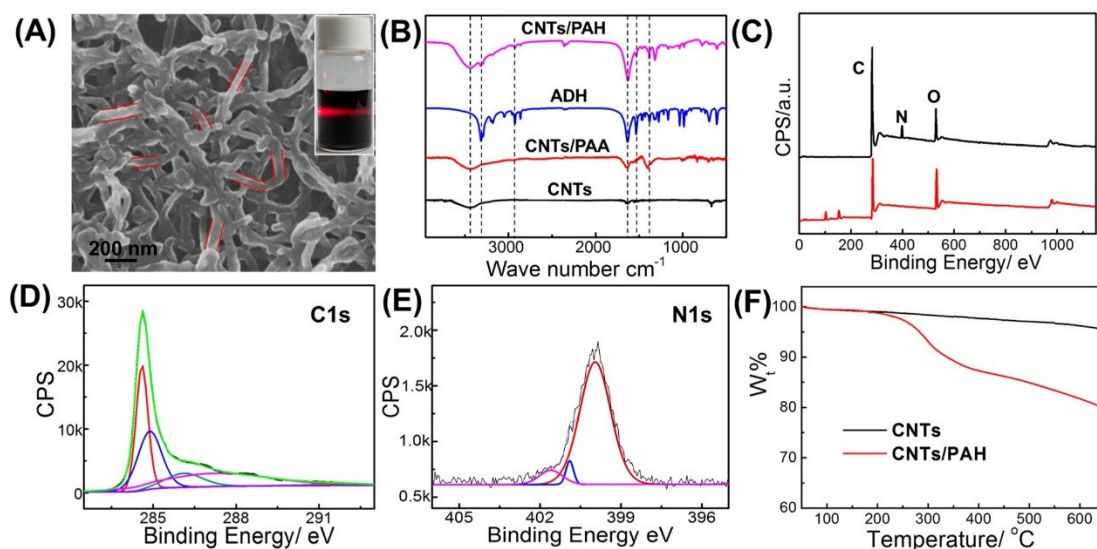 (A)
200 nm
(B)
CNTs/PAH
ADH
CNTs/PAA
CNTs
3000 2000 1000
Wave number cm-1
(C)
CPS/a.u.
C
N
O
0 200 400 600 800 1000
Binding Energy/ eV
(D)
C1s
CPS
30k
20k
10k
0
285 288 291
Binding Energy/ eV
(E)
N1s
CPS
2.0k
1.5k
1.0k
0.5k
405 402 399 396
Binding Energy eV
(F)
Wt%
100
90
80
70
60
CNTs
CNTs/PAH
100 200 300 400 500 600
Temperature/ °C